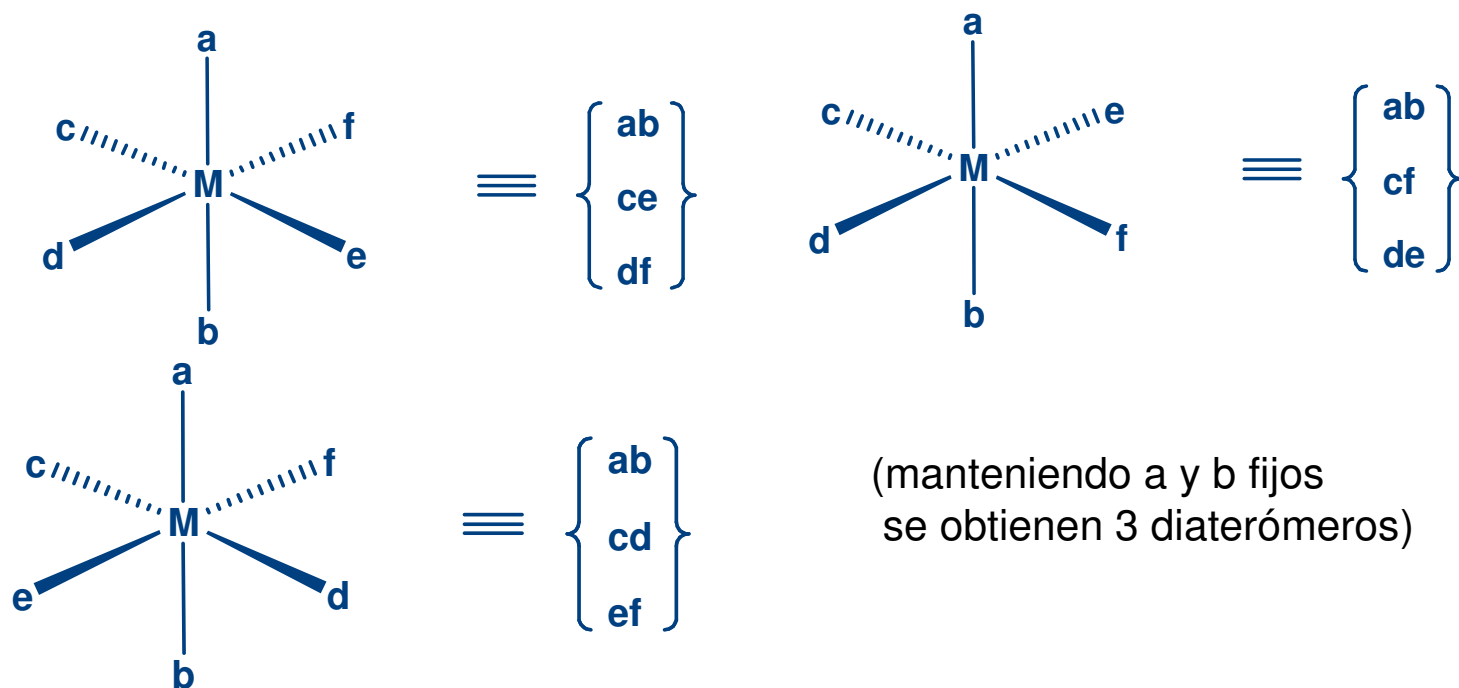 a
c
f
M
d
e
b
ab
ce
df
a
c
e
M
d
f
b
ab
cf
de
a
c
f
M
e
d
b
ab
cd
ef
(manteniendo a y b fijos
se obtienen 3 diaterómeros)